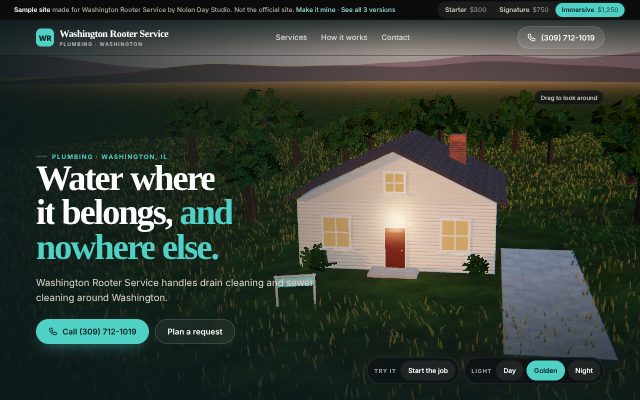 Sample site made for Washington Rooter Service by Nolan Day Studio. Not the official site. Make it mine · See all 3 versions
Starter $300 Signature $750 Immersive $1,250
WR
Washington Rooter Service
PLUMBING · WASHINGTON
Services How it works Contact
(309) 712-1019
Drag to look around
PLUMBING · WASHINGTON, IL
Water where
it belongs, and
nowhere else.
Washington Rooter Service handles drain cleaning and sewer
cleaning around Washington.
Call (309) 712-1019
Plan a request
TRY IT Start the job
LIGHT Day Golden Night